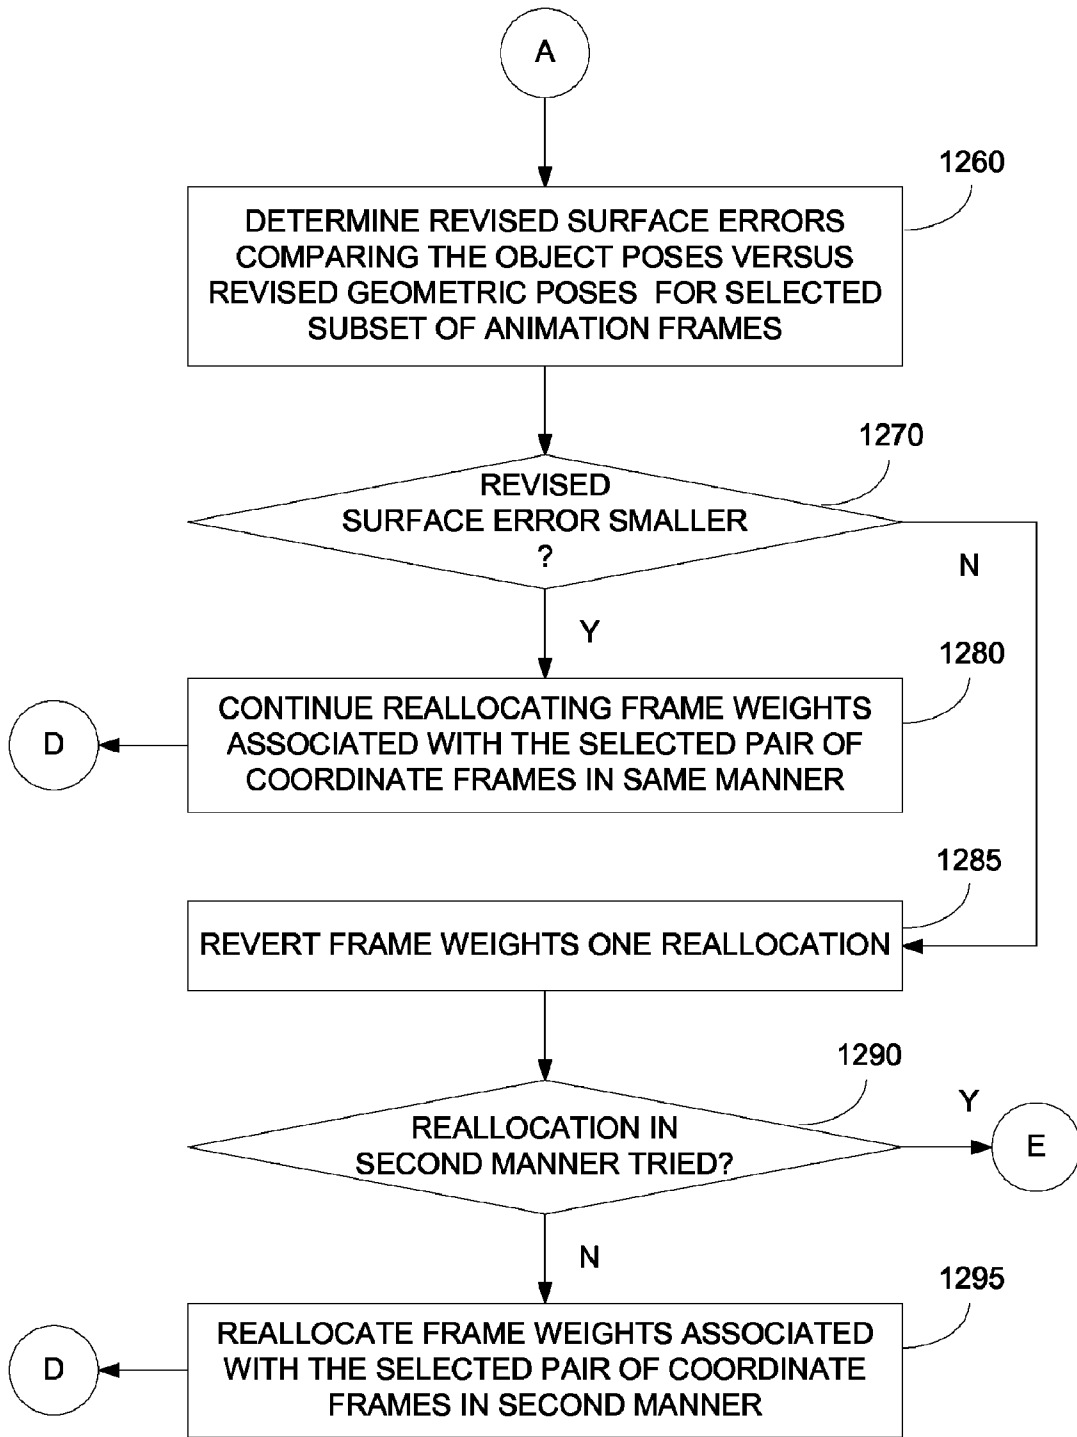 A
1260
DETERMINE REVISED SURFACE ERRORS
COMPARING THE OBJECT POSES VERSUS
REVISED GEOMETRIC POSES FOR SELECTED
SUBSET OF ANIMATION FRAMES
1270
REVISED
SURFACE ERROR SMALLER
?
N
Y
1280
CONTINUE REALLOCATING FRAME WEIGHTS
ASSOCIATED WITH THE SELECTED PAIR OF
COORDINATE FRAMES IN SAME MANNER
D
1285
REVERT FRAME WEIGHTS ONE REALLOCATION
1290
REALLOCATION IN
SECOND MANNER TRIED?
Y
E
N
1295
REALLOCATE FRAME WEIGHTS ASSOCIATED
WITH THE SELECTED PAIR OF COORDINATE
FRAMES IN SECOND MANNER
D